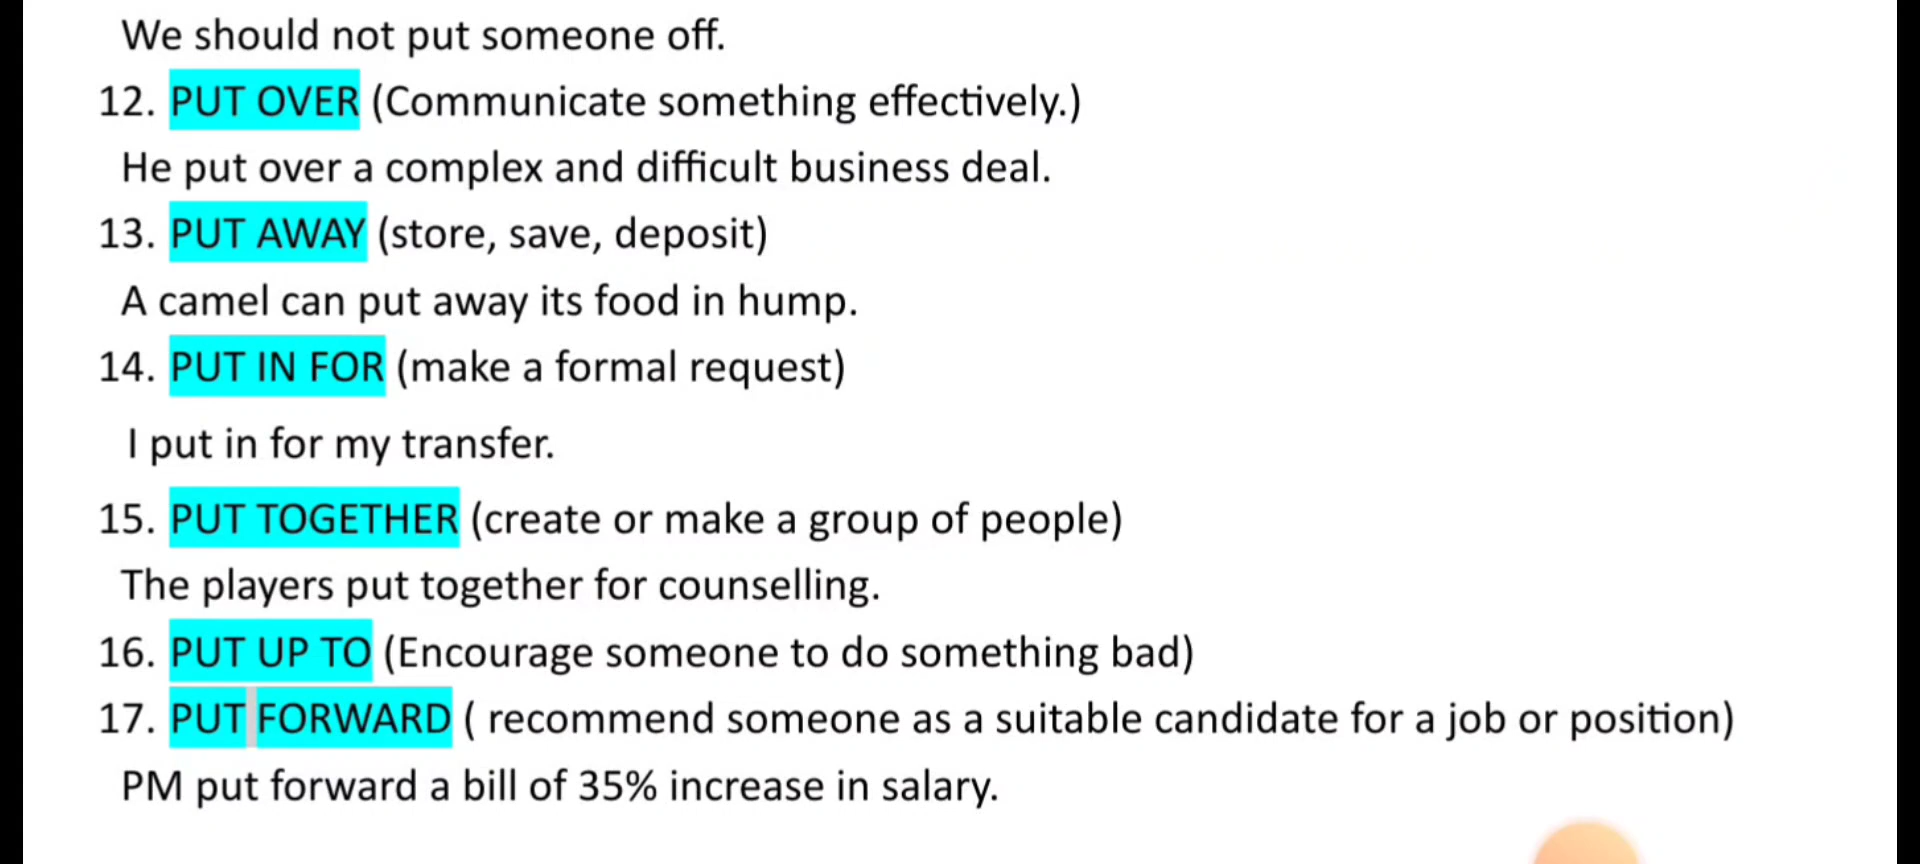 We should not put someone off.
12. PUT OVER (Communicate something effectively.)
He put over a complex and difficult business deal.
13. PUT AWAY (store, save, deposit)
A camel can put away its food in hump.
14. PUT IN FOR (make a formal request)
I put in for my transfer.
15. PUT TOGETHER (create or make a group of people)
The players put together for counselling.
16. PUT UP TO (Encourage someone to do something bad)
17. PUT FORWARD ( recommend someone as a suitable candidate for a job or position)
PM put forward a bill of 35% increase in salary.